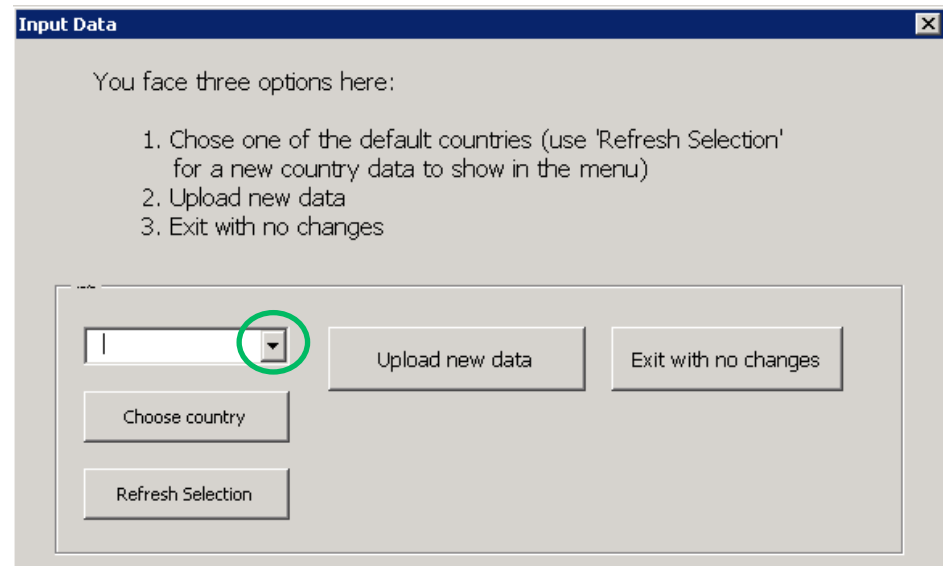 Input Data
You face three options here:
1. Chose one of the default countries (use 'Refresh Selection'
for a new country data to show in the menu)
2. Upload new data
3. Exit with no changes
Upload new data
Exit with no changes
Choose country
Refresh Selection